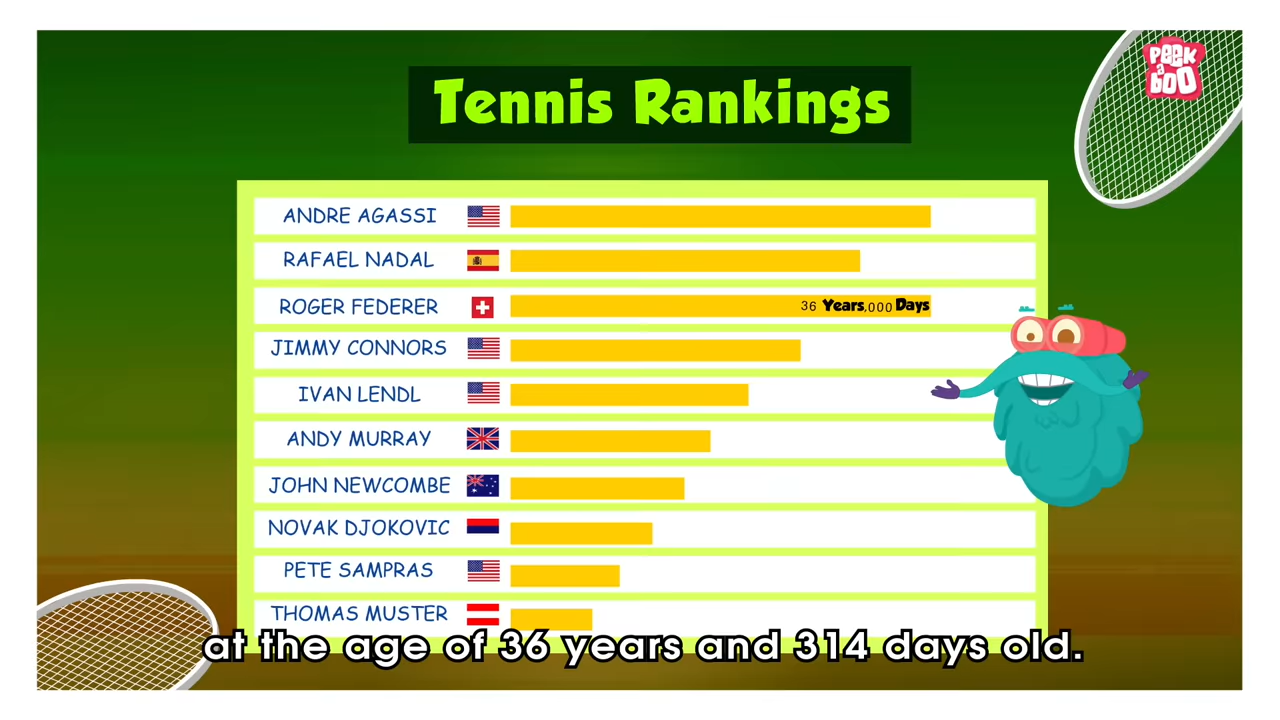 PEEK
a
BOO
Tennis Rankings
ANDRE AGASSI
RAFAEL NADAL
ROGER FEDERER 36 Years,000 Days
JIMMY CONNORS
IVAN LENDL
ANDY MURRAY
JOHN NEWCOMBE
NOVAK DJOKOVIC
PETE SAMPRAS
THOMAS MUSTER
at the age of 36 years and 314 days old.